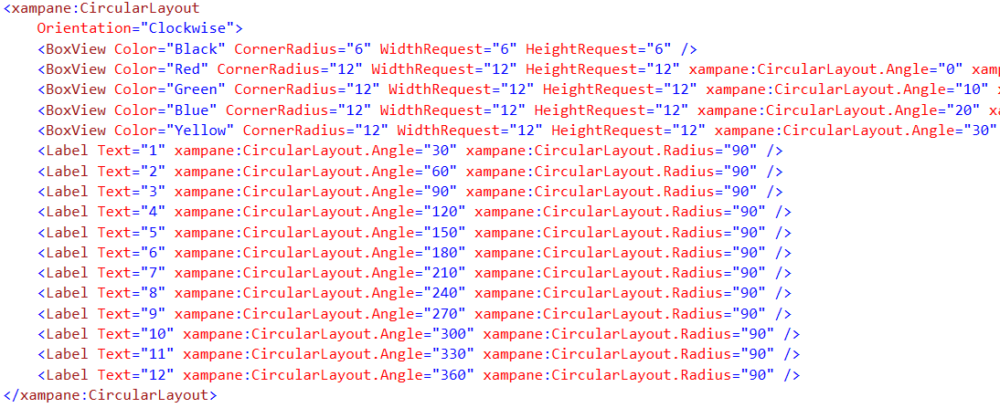 <xampane:CircularLayout
    Orientation="Clockwise">
    <BoxView Color="Black" CornerRadius="6" WidthRequest="6" HeightRequest="6" />
    <BoxView Color="Red" CornerRadius="12" WidthRequest="12" HeightRequest="12" xampane:CircularLayout.Angle="0" xamp
    <BoxView Color="Green" CornerRadius="12" WidthRequest="12" HeightRequest="12" xampane:CircularLayout.Angle="10"
    <BoxView Color="Blue" CornerRadius="12" WidthRequest="12" HeightRequest="12" xampane:CircularLayout.Angle="20"
    <BoxView Color="Yellow" CornerRadius="12" WidthRequest="12" HeightRequest="12" xampane:CircularLayout.Angle="30"
    <Label Text="1" xampane:CircularLayout.Angle="30" xampane:CircularLayout.Radius="90" />
    <Label Text="2" xampane:CircularLayout.Angle="60" xampane:CircularLayout.Radius="90" />
    <Label Text="3" xampane:CircularLayout.Angle="90" xampane:CircularLayout.Radius="90" />
    <Label Text="4" xampane:CircularLayout.Angle="120" xampane:CircularLayout.Radius="90" />
    <Label Text="5" xampane:CircularLayout.Angle="150" xampane:CircularLayout.Radius="90" />
    <Label Text="6" xampane:CircularLayout.Angle="180" xampane:CircularLayout.Radius="90" />
    <Label Text="7" xampane:CircularLayout.Angle="210" xampane:CircularLayout.Radius="90" />
    <Label Text="8" xampane:CircularLayout.Angle="240" xampane:CircularLayout.Radius="90" />
    <Label Text="9" xampane:CircularLayout.Angle="270" xampane:CircularLayout.Radius="90" />
    <Label Text="10" xampane:CircularLayout.Angle="300" xampane:CircularLayout.Radius="90" />
    <Label Text="11" xampane:CircularLayout.Angle="330" xampane:CircularLayout.Radius="90" />
    <Label Text="12" xampane:CircularLayout.Angle="360" xampane:CircularLayout.Radius="90" />
</xampane:CircularLayout>